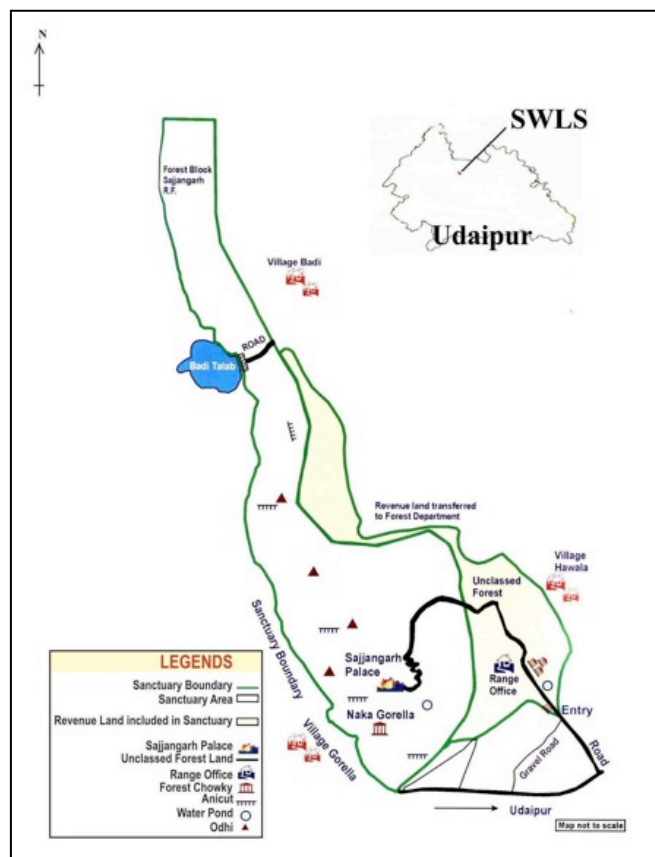 N
SWLS
Udaipur
Forest Block
Sajjangarh
R.F.
Village Badi
ROAD
Badi Talab
Revenue land transferred
to Forest Department
Village
Hawala
Unclassed
Forest
Sanctuary Boundary
Sajjangarh
Palace
Range
Office
Naka Gorella
Entry
Village Gorella
Gravel Road
Road
Udaipur
Map not to scale
LEGENDS
Sanctuary Boundary
Sanctuary Area
Revenue Land included in Sanctuary
Sajjangarh Palace
Unclassed Forest Land
Range Office
Forest Chowky
Anicut
Water Pond
Odhi